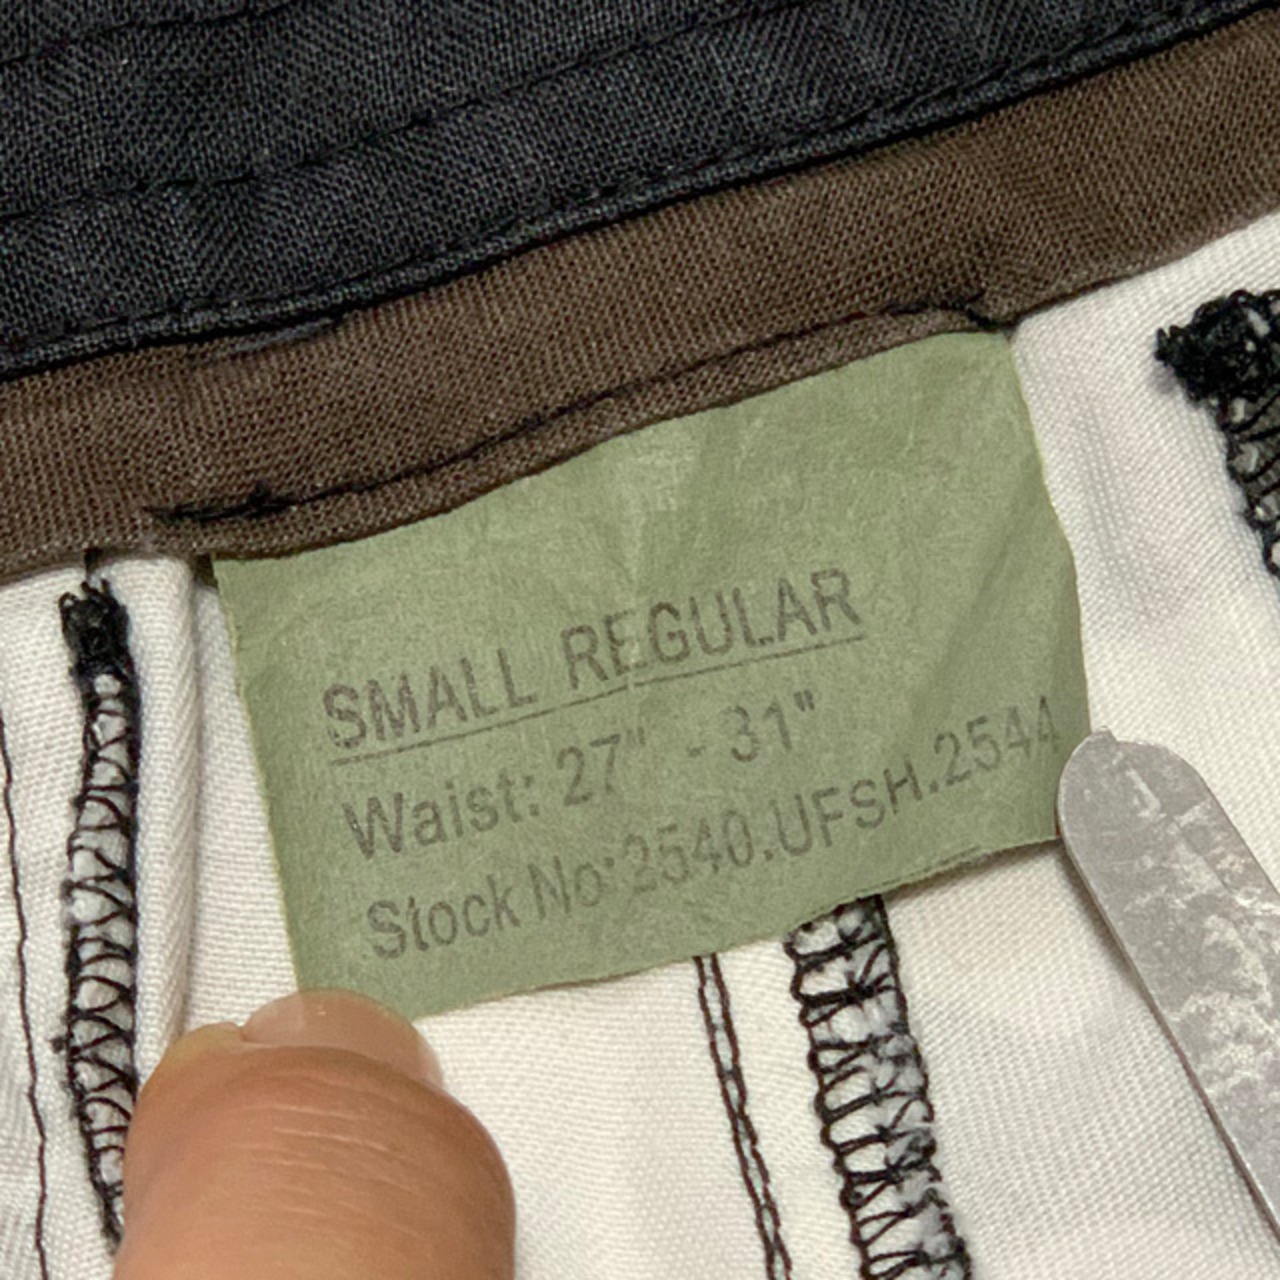 SMALL REGULAR
Waist: 27" - 31"
Stock No: 2540.UFSH.2544